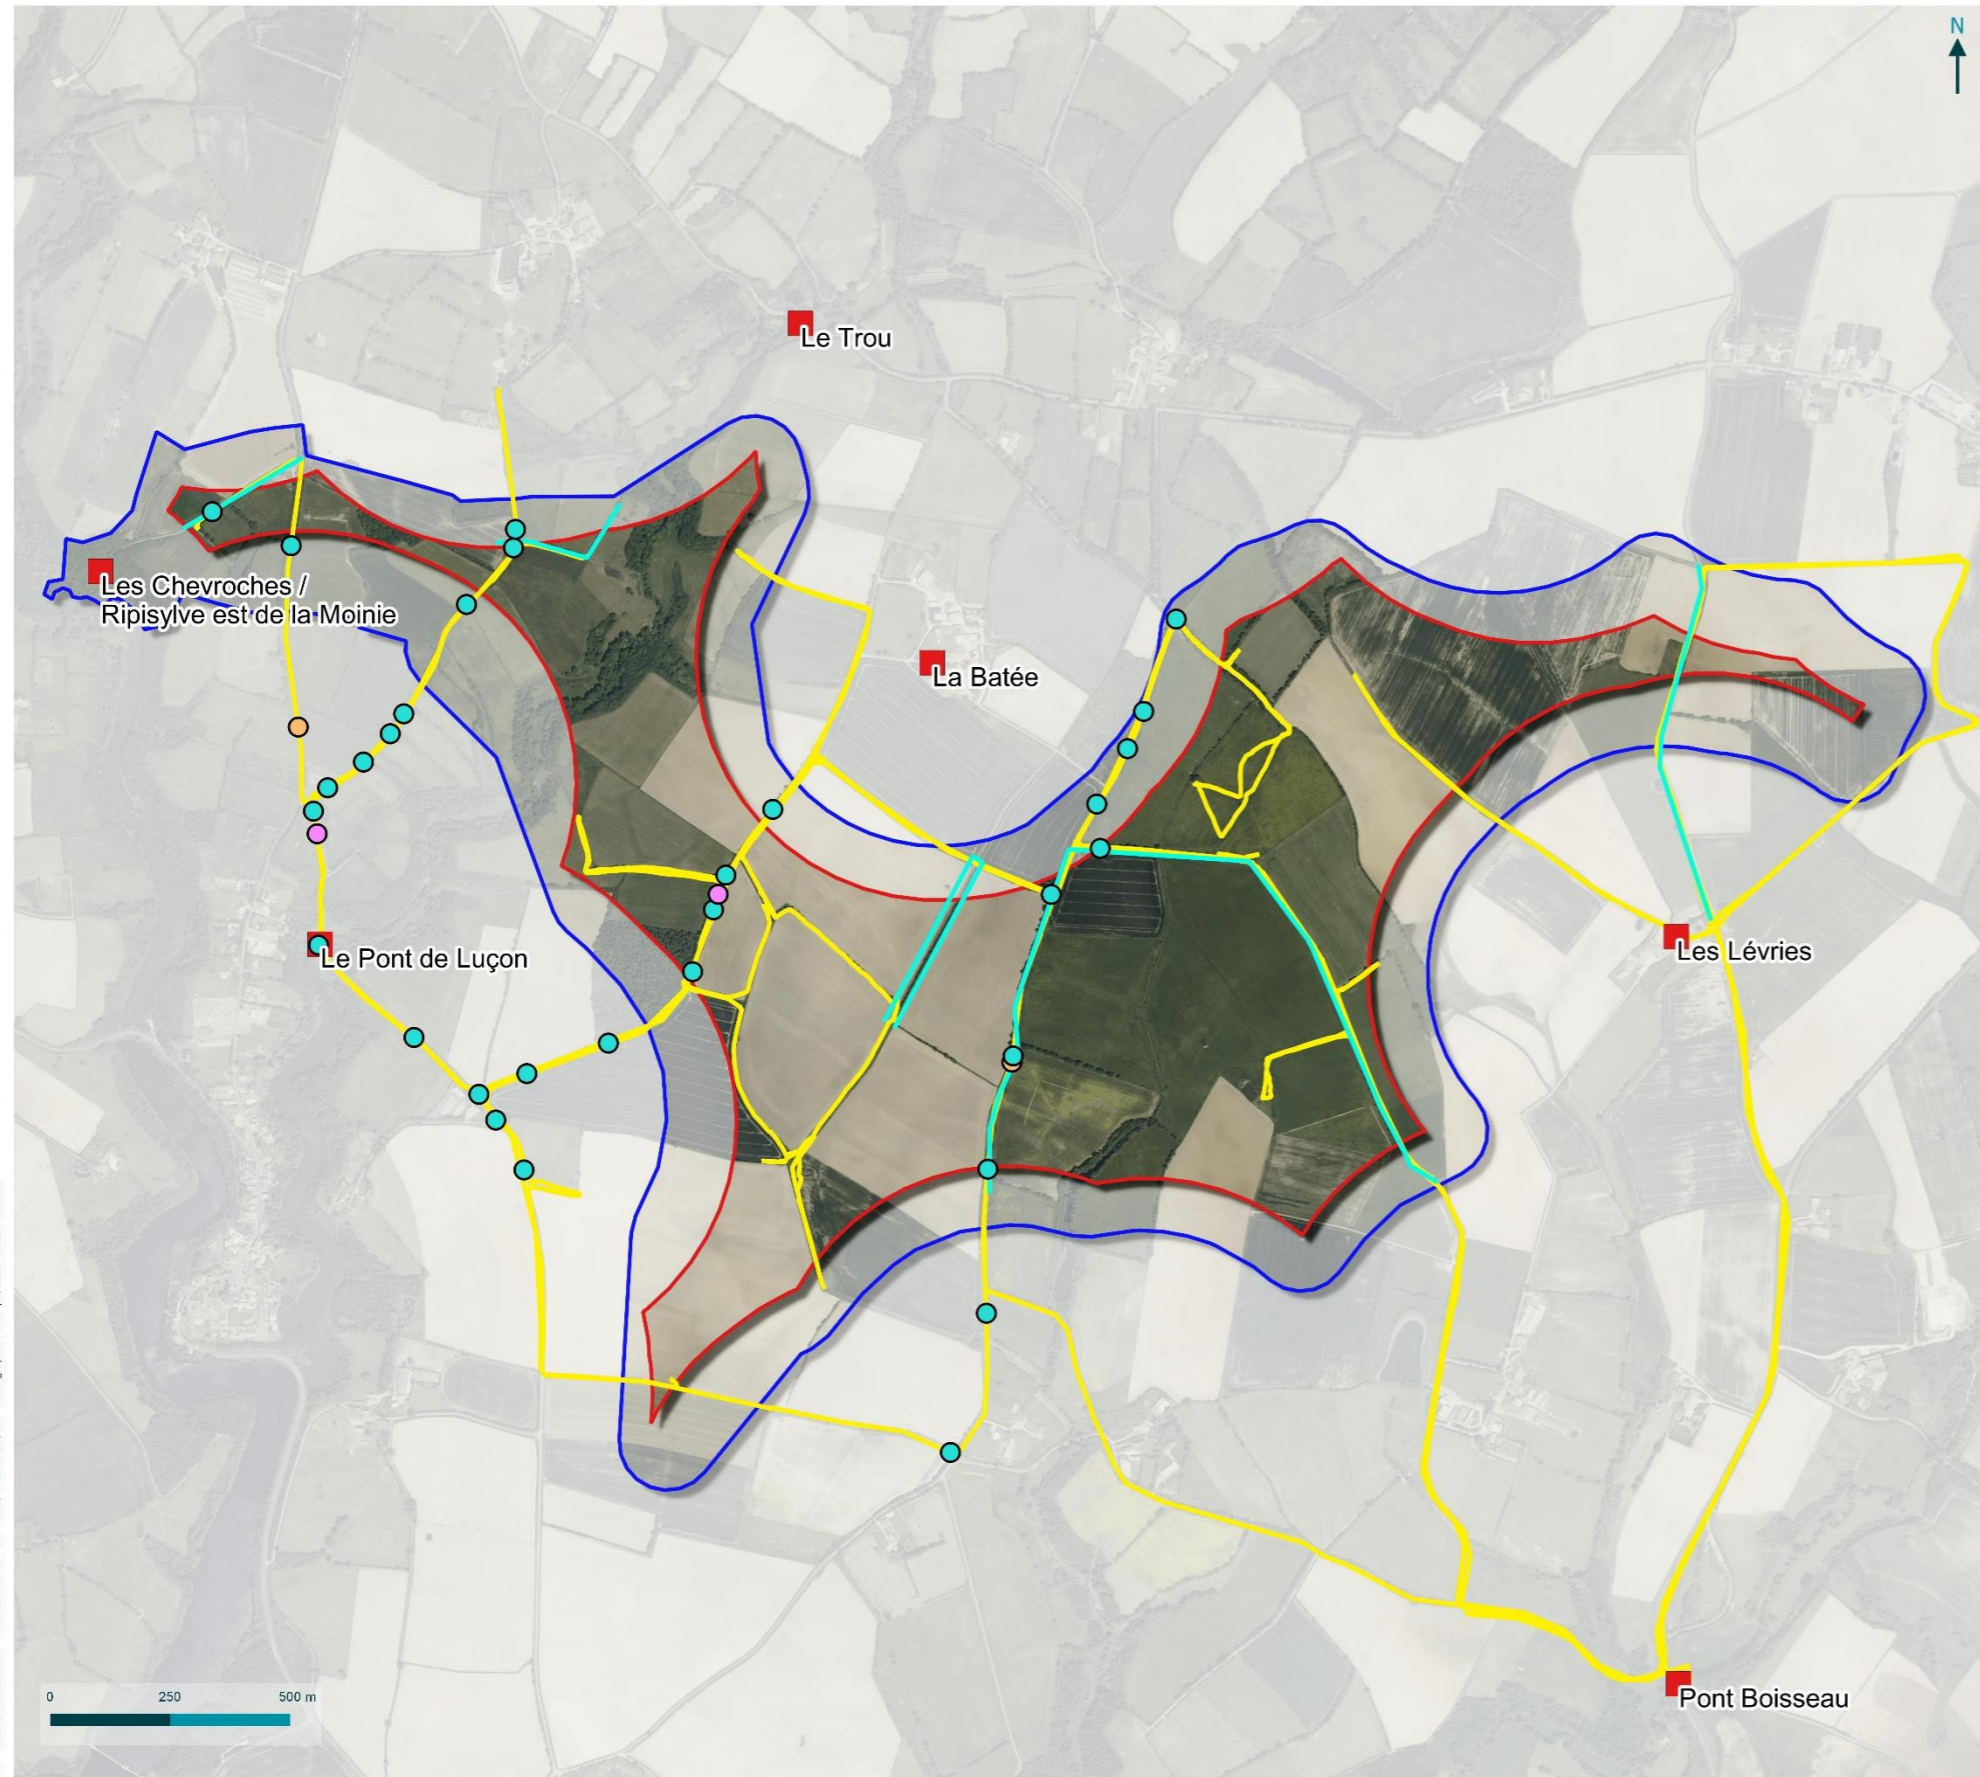 N
Le Trou
Les Chevroches /
Ripisylve est de la Moinie
La Batée
Le Pont de Luçon
Les Lévries
0 250 500 m
Pont Boisseau